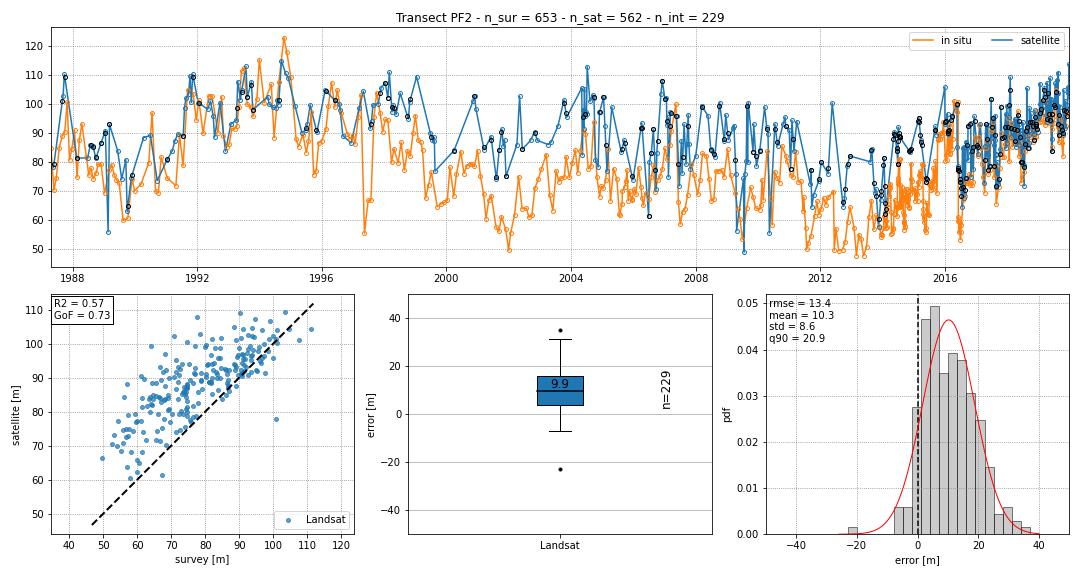 Transect PF2 - n_sur = 653 - n_sat = 562 - n_int = 229
in situ
satellite
120
110
100
90
80
70
60
50
1988
1992
1996
2000
2004
2008
2012
2016
R2 = 0.57
GoF = 0.73
110
100
90
80
70
60
50
satellite [m]
Landsat
40
50
60
70
80
90
100
110
120
survey [m]
40
20
0
−20
−40
error [m]
9.9
n=229
Landsat
rmse = 13.4
mean = 10.3
std = 8.6
q90 = 20.9
0.05
0.04
0.03
0.02
0.01
0.00
pdf
−40
−20
0
20
40
error [m]